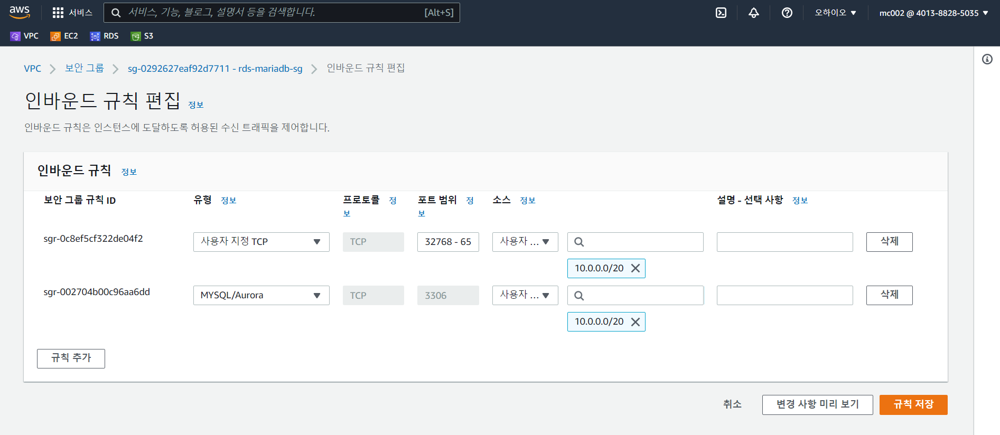 aws 서비스 서비스, 기능, 블로그, 설명서 등을 검색합니다. [Alt+S] 오하이오 mc002 @ 4013-8828-5035
VPC EC2 RDS S3
VPC 보안 그룹 sg-0292627eaf92d7711 - rds-mariadb-sg 인바운드 규칙 편집
인바운드 규칙 편집 정보
인바운드 규칙은 인스턴스에 도달하도록 허용된 수신 트래픽을 제어합니다.
인바운드 규칙 정보
보안 그룹 규칙 ID 유형 정보 프로토콜 정보 포트 범위 정보 소스 정보 설명 - 선택 사항 정보
sgr-0c8ef5cf322de04f2 사용자 지정 TCP TCP 32768 - 65 사용자 ... 삭제
10.0.0.0/20
sgr-002704b00c96aa6dd MYSQL/Aurora TCP 3306 사용자 ... 삭제
10.0.0.0/20
규칙 추가
취소 변경 사항 미리 보기 규칙 저장